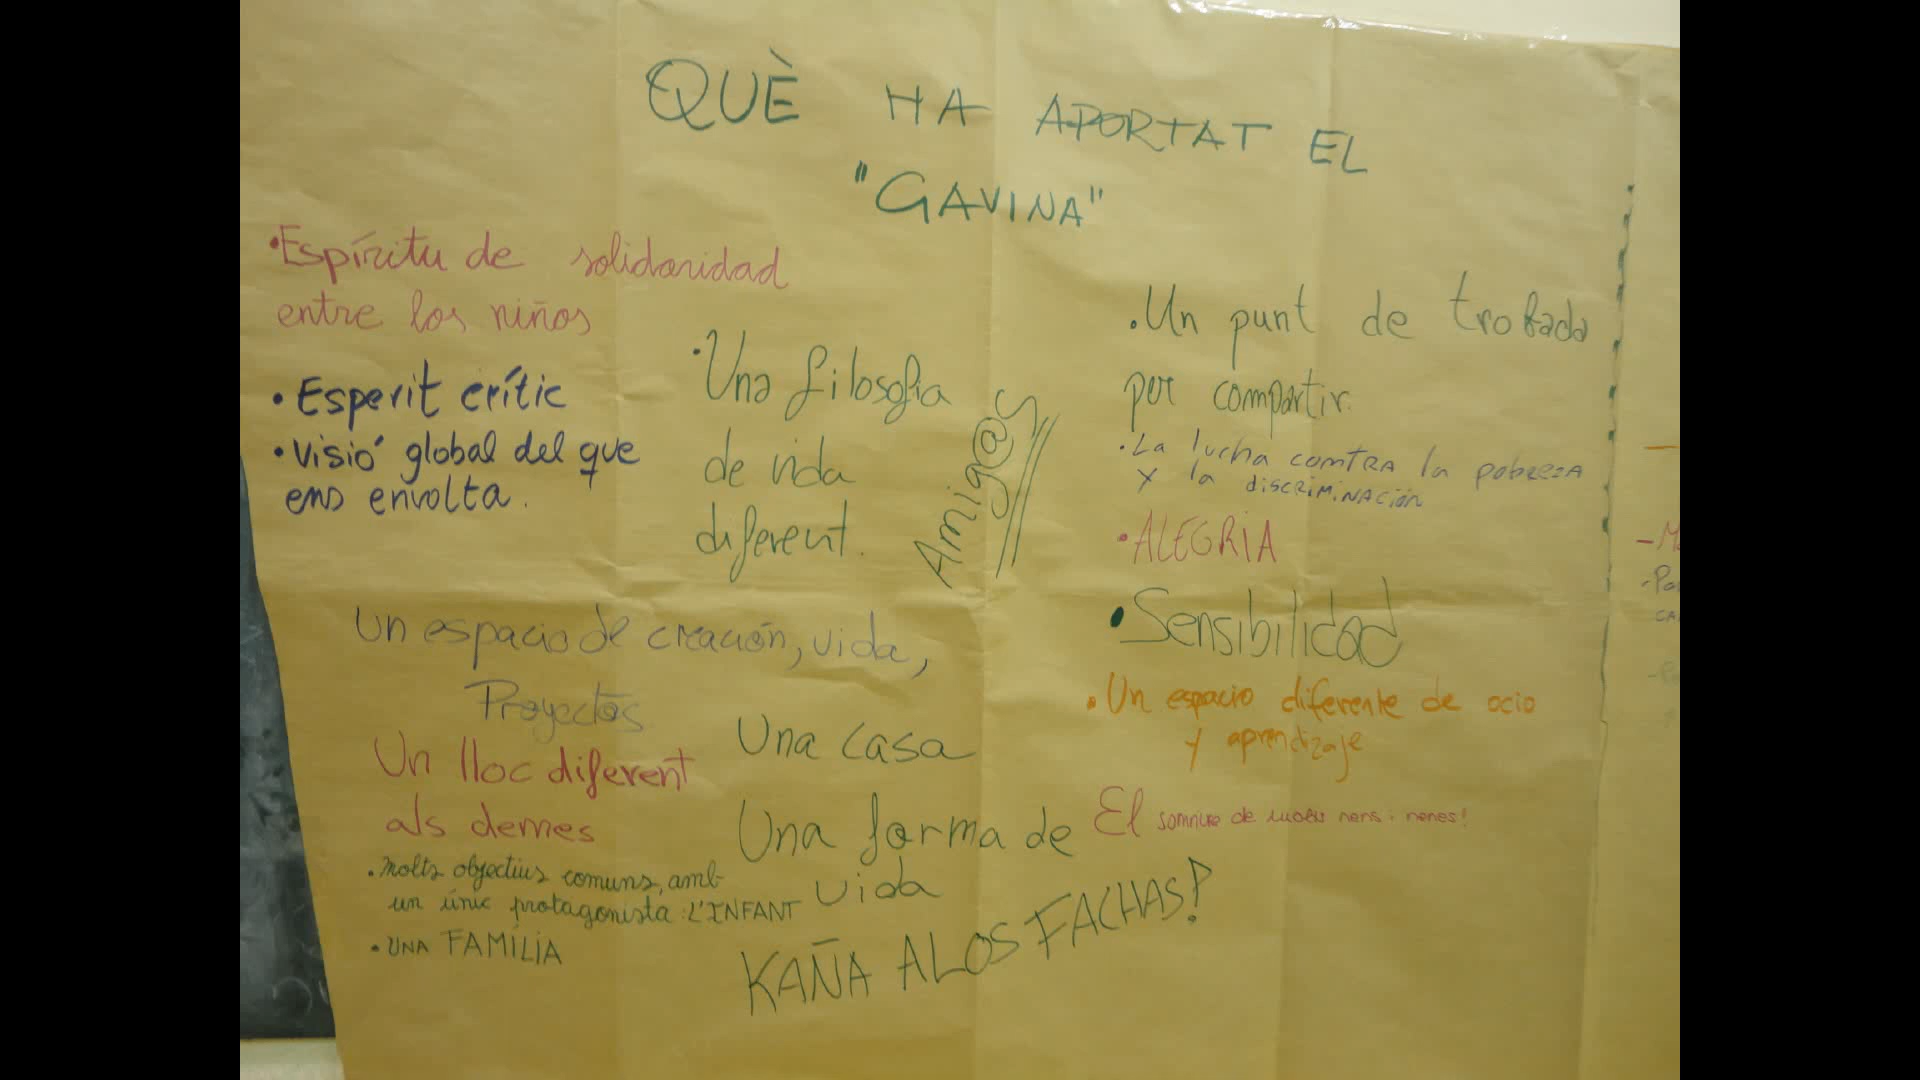 QUÈ HA APORTAT EL
"GAVINA"
•Espíritu de solidaridad
entre los niños
• Esperit crític
• Visió global del que
ens envolta.
•Una filosofia
de vida
diferent.
Amig@s
Un espacio de creación, vida,
Proyectos
Un lloc diferent
als demes
•Molts objectius comuns, amb
un únic protagonista: L'INFANT
• UNA FAMÍLIA
Una casa
Una forma de
vida
KAÑA A LOS FACHAS!
•Un punt de trobada
per compartir.
•La lucha contra la pobreza
y la discriminación
•ALEGRIA
•Sensibilidad
•Un espacio diferente de ocio
y aprendizaje
El somriure de nens i nenes!
-Po